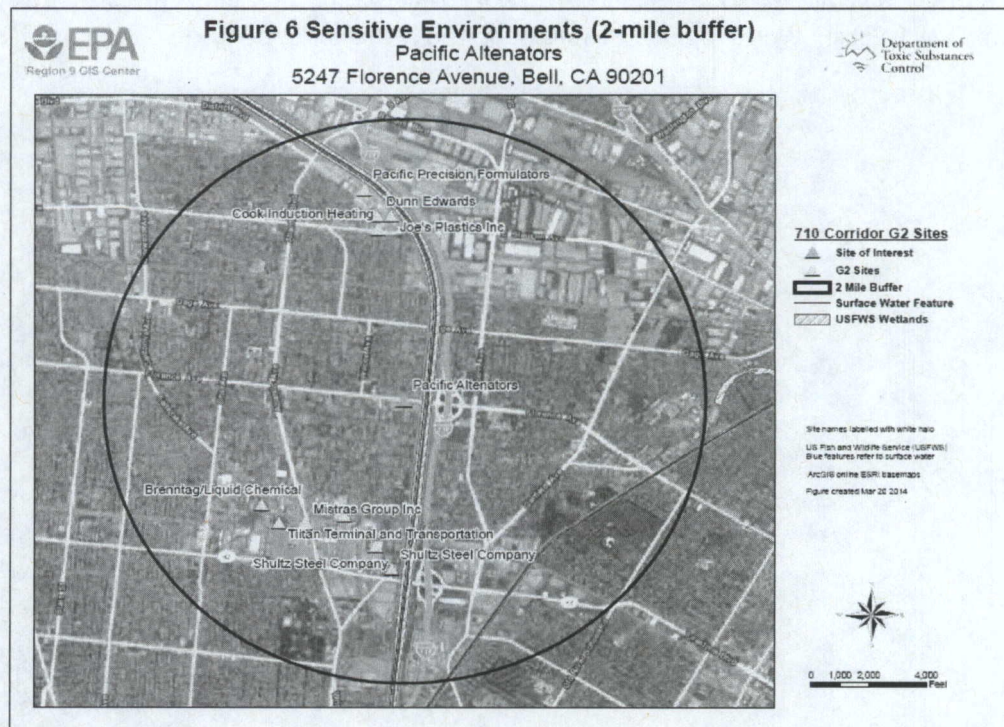 EPA
Region 9 GIS Center
Figure 6 Sensitive Environments (2-mile buffer)
Pacific Altenators
5247 Florence Avenue, Bell, CA 90201
Department of
Toxic Substances
Control
Pacific Precision Formulators
Dunn Edwards
Cook Induction Heating
Joe's Plastics Inc
Pacific Altenators
Brenntag/Liquid Chemical
Mistras Group Inc
Tiitan Terminal and Transportation
Shultz Steel Company
Shultz Steel Company
710 Corridor G2 Sites
Site of Interest
G2 Sites
2 Mile Buffer
Surface Water Feature
USFWS Wetlands
Site names labelled with white halo
US Fish and Wildlife Service (USFWS)
Blue features refer to surface water
ArcGIS online ESRI basemaps
Figure created Mar 20 2014
0 1,000 2,000 4,000
Feet